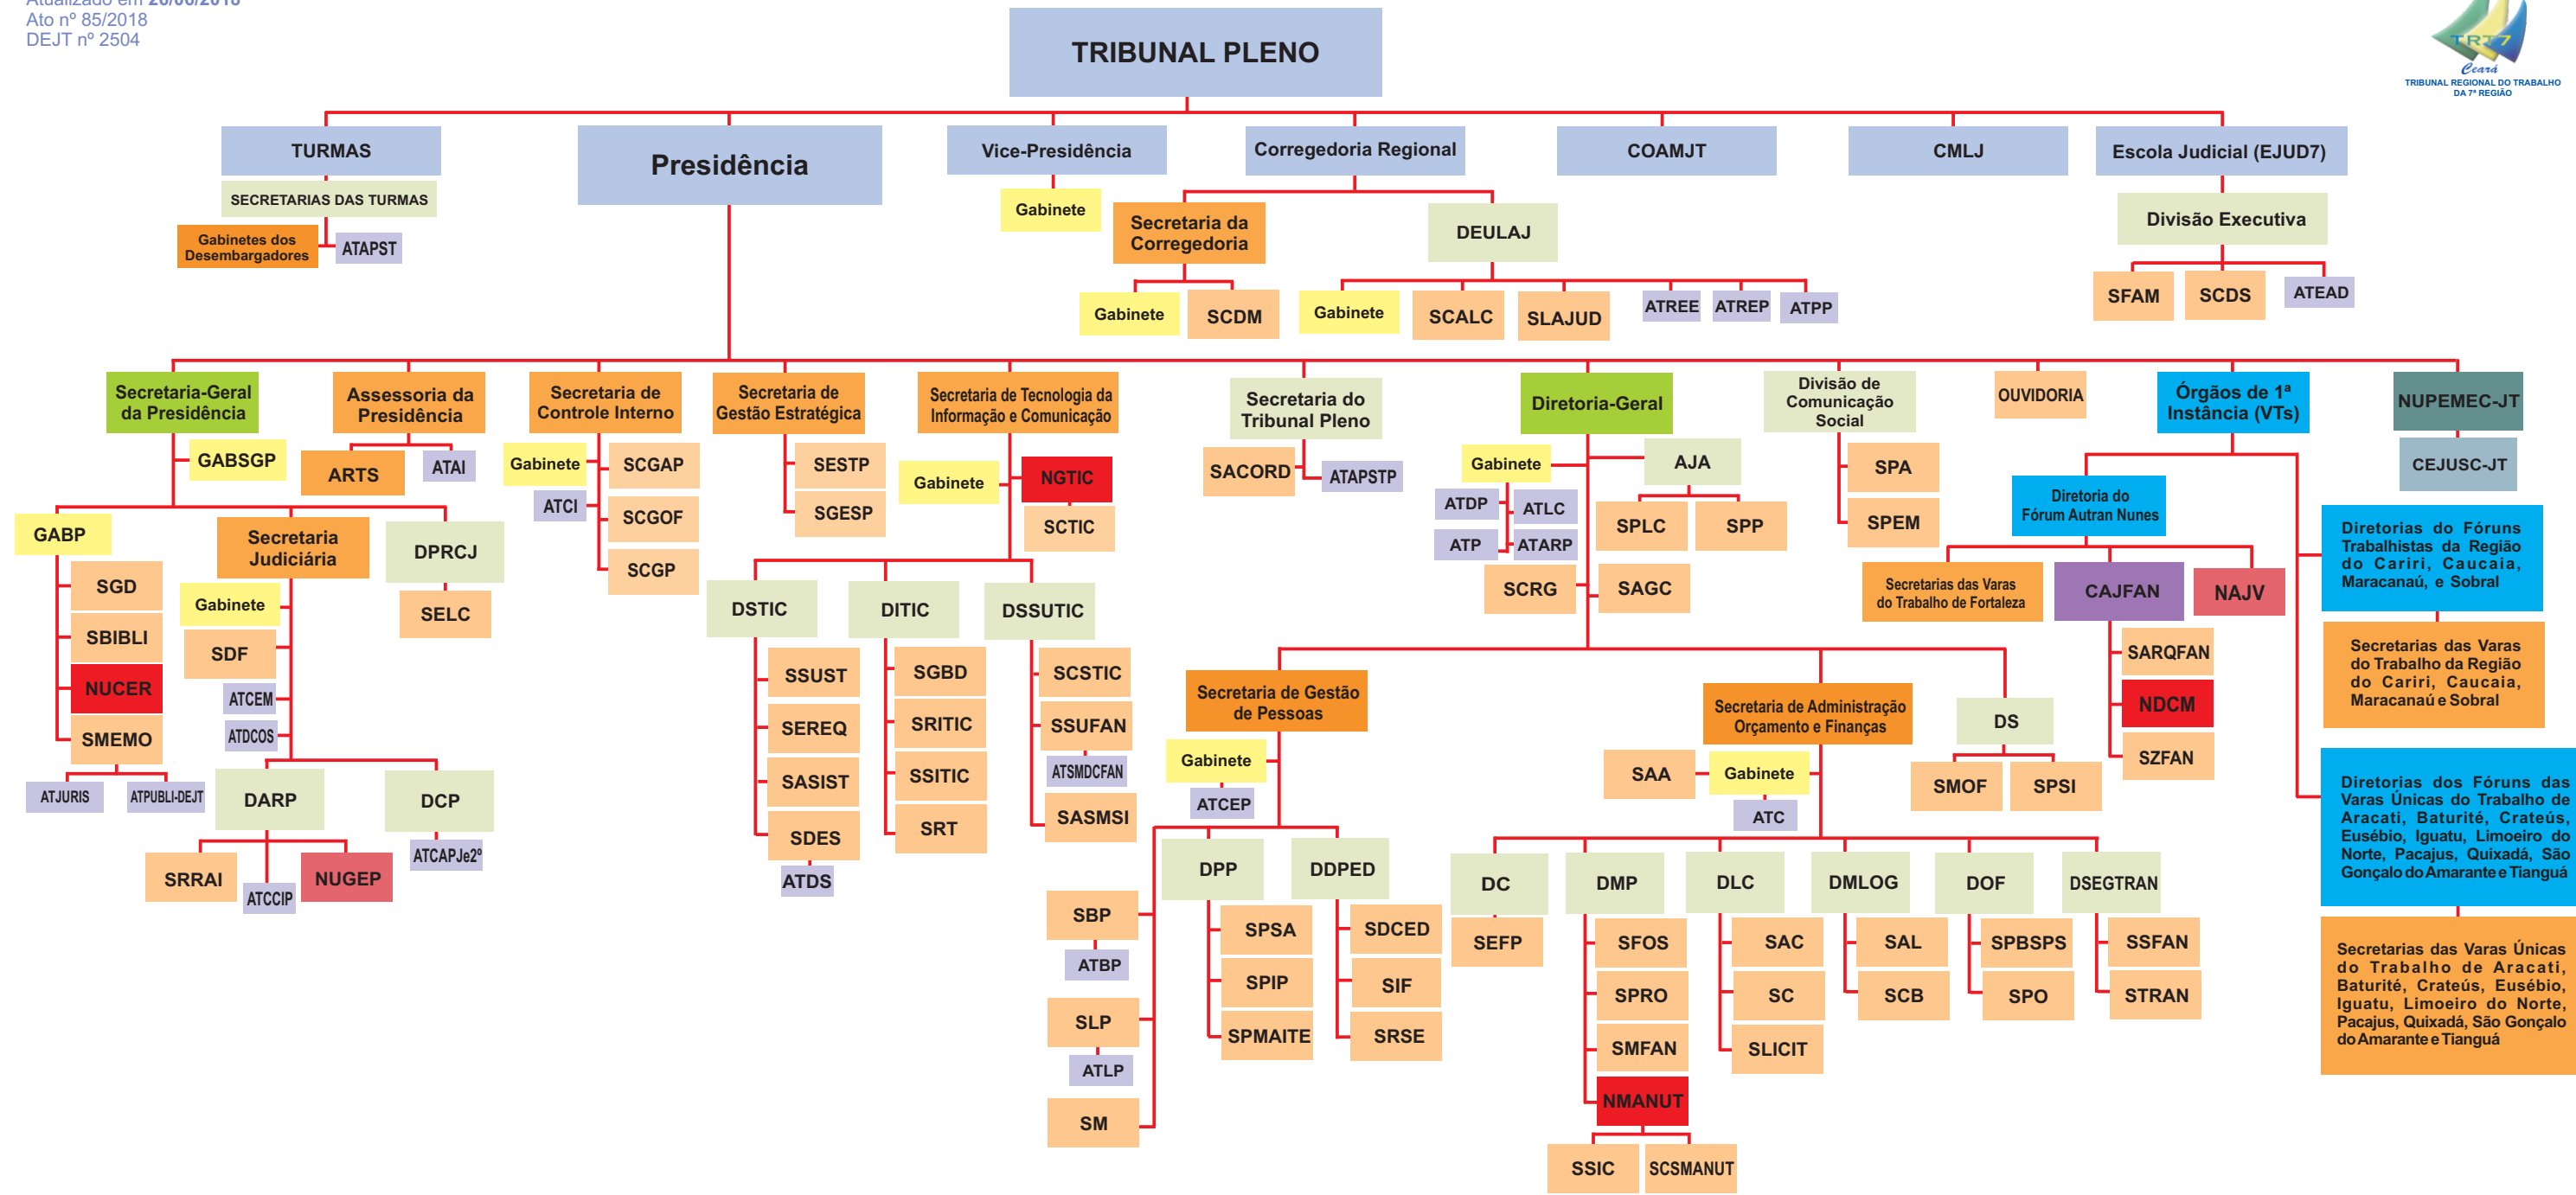 Atualizado em 26/06/2018
Ato nº 85/2018
DEJT nº 2504
TRIBUNAL PLENO
TRT7
Ceará
TRIBUNAL REGIONAL DO TRABALHO
DA 7ª REGIÃO
TURMAS
Presidência
Vice-Presidência
Corregedoria Regional
COAMJT
CMLJ
Escola Judicial (EJUD7)
SECRETARIAS DAS TURMAS
Gabinetes dos
Desembargadores
ATAPST
Gabinete
Secretaria da
Corregedoria
DEULAJ
Divisão Executiva
Gabinete
SCDM
Gabinete
SCALC
SLAJUD
ATREE
ATREP
ATPP
SFAM
SCDS
ATEAD
Secretaria-Geral
da Presidência
Assessoria da
Presidência
Secretaria de
Controle Interno
Secretaria de
Gestão Estratégica
Secretaria de Tecnologia da
Informação e Comunicação
Secretaria do
Tribunal Pleno
Diretoria-Geral
Divisão de
Comunicação
Social
OUVIDORIA
Órgãos de 1ª
Instância (VTs)
NUPEMEC-JT
GABSGP
ARTS
ATAI
Gabinete
SCGAP
ATCI
SCGOF
SCGP
SESTP
SGESP
Gabinete
NGTIC
SCTIC
SACORD
ATAPSTP
Gabinete
AJA
ATDP
ATLC
ATP
ATARP
SPLC
SPP
SCRG
SAGC
SPA
SPEM
CEJUSC-JT
Diretoria do
Fórum Autran Nunes
Secretarias das Varas
do Trabalho de Fortaleza
CAJFAN
NAJV
SARQFAN
NDCM
SZFAN
Diretorias do Fóruns
Trabalhistas da Região
do Cariri, Caucaia,
Maracanaú, e Sobral
Secretarias das Varas
do Trabalho da Região
do Cariri, Caucaia,
Maracanaú e Sobral
Diretorias dos Fóruns das
Varas Únicas do Trabalho de
Aracati, Baturité, Crateús,
Eusébio, Iguatu, Limoeiro do
Norte, Pacajus, Quixadá, São
Gonçalo do Amarante e Tianguá
Secretarias das Varas Únicas
do Trabalho de Aracati,
Baturité, Crateús, Eusébio,
Iguatu, Limoeiro do Norte,
Pacajus, Quixadá, São Gonçalo
do Amarante e Tianguá
GABP
SGD
SBIBLI
NUCER
SMEMO
ATJURIS
ATPUBLI-DEJT
Secretaria
Judiciária
Gabinete
SDF
ATCEM
ATDCOS
DARP
DCP
SRRAI
ATCCIP
NUGEP
ATCAPJe2º
DPRCJ
SELC
DSTIC
DITIC
DSSUTIC
SSUST
SEREQ
SASIST
SDES
ATDS
SGBD
SRITIC
SSITIC
SRT
SCSTIC
SSUFAN
ATSMDCFAN
SASMSI
Secretaria de Gestão
de Pessoas
Gabinete
ATCEP
SBP
ATBP
SLP
ATLP
SM
DPP
SPSA
SPIP
SPMAITE
DDPED
SDCED
SIF
SRSE
Secretaria de Administração
Orçamento e Finanças
SAA
Gabinete
ATC
DS
SMOF
SPSI
DC
SEFP
DMP
SFOS
SPRO
SMFAN
NMANUT
SSIC
SCSMANUT
DLC
SAC
SC
SLICIT
DMLOG
SAL
SCB
DOF
SPBSPS
SPO
DSEGTRAN
SSFAN
STRAN